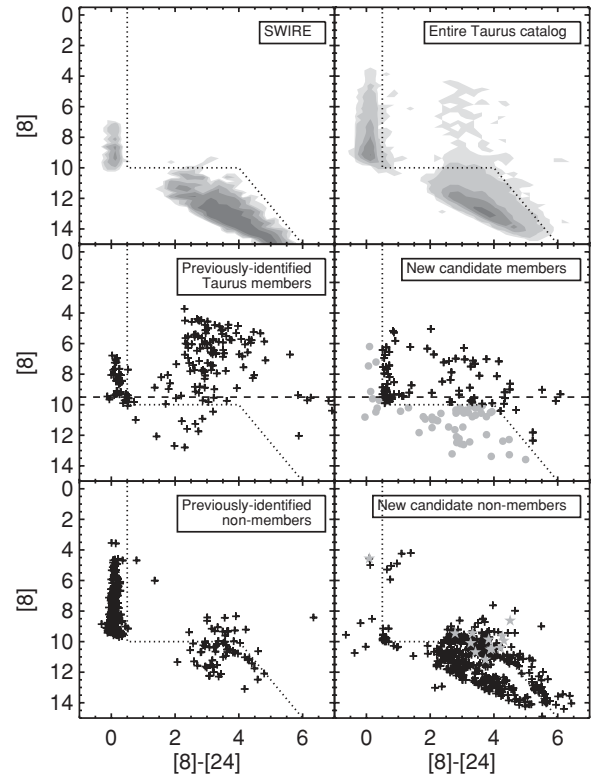 SWIRE
Entire Taurus catalog
0
2
4
6
8
10
12
14
[8]
Previously-identified
Taurus members
New candidate members
0
2
4
6
8
10
12
14
[8]
Previously-identified
non-members
New candidate non-members
0
2
4
6
8
10
12
14
[8]
0 2 4 6
0 2 4 6
[8]-[24]
[8]-[24]